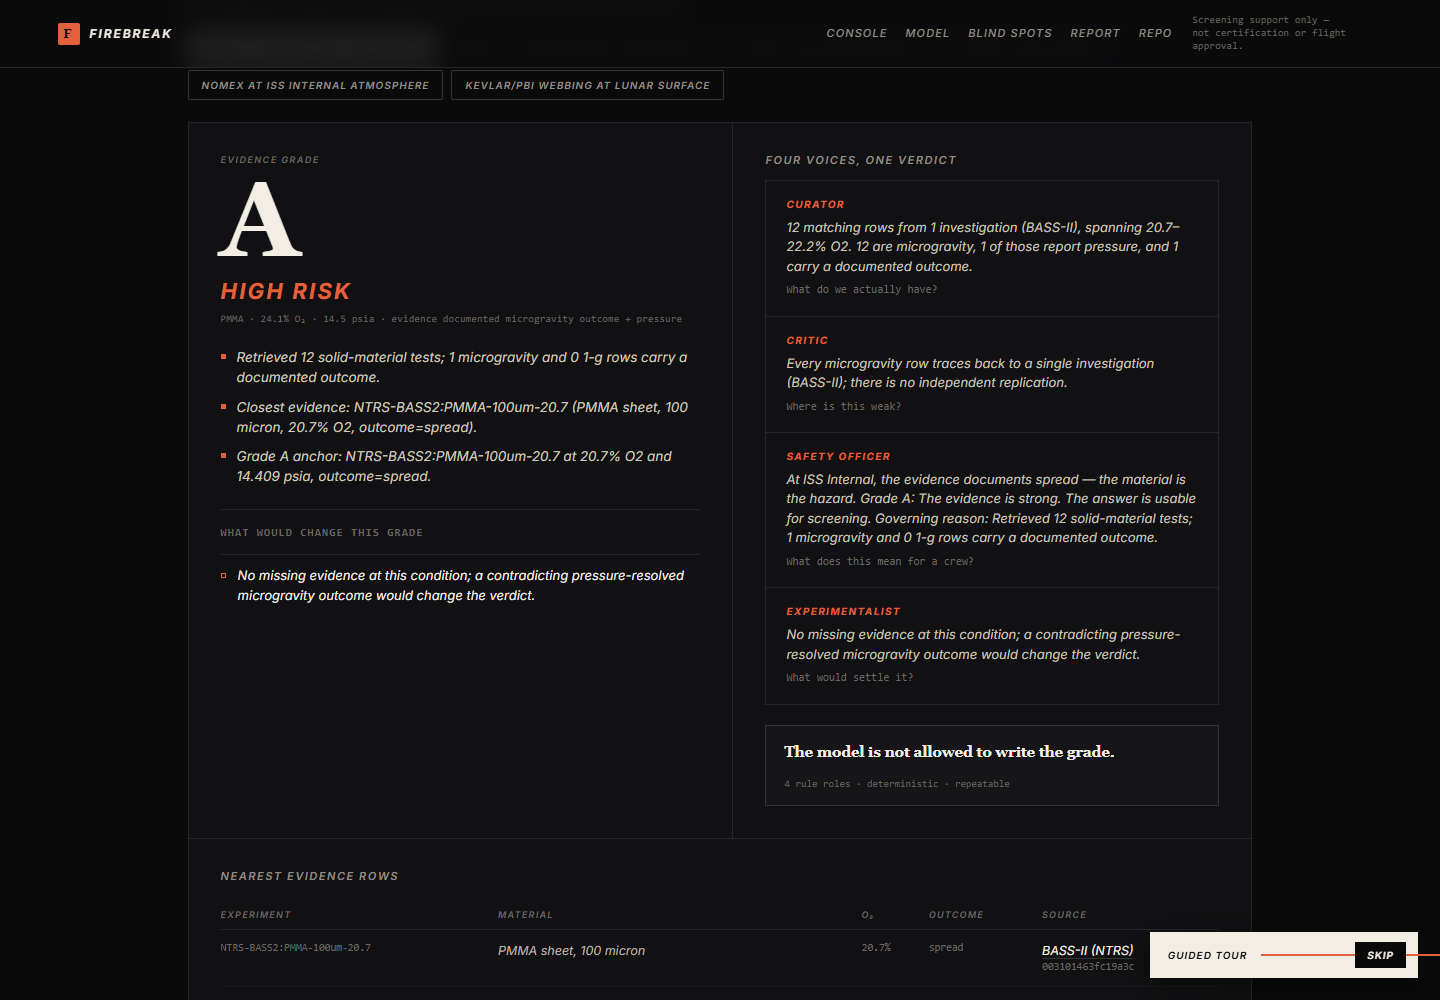 F FIREBREAK
CONSOLE MODEL BLIND SPOTS REPORT REPO
Screening support only —
not certification or flight
approval.
NOMEX AT ISS INTERNAL ATMOSPHERE
KEVLAR/PBI WEBBING AT LUNAR SURFACE
EVIDENCE GRADE
A
HIGH RISK
PMMA · 24.1% O₂ · 14.5 psia · evidence documented microgravity outcome + pressure
Retrieved 12 solid-material tests; 1 microgravity and 0 1-g rows carry a
documented outcome.
Closest evidence: NTRS-BASS2:PMMA-100um-20.7 (PMMA sheet, 100
micron, 20.7% O2, outcome=spread).
Grade A anchor: NTRS-BASS2:PMMA-100um-20.7 at 20.7% O2 and
14.409 psia, outcome=spread.
WHAT WOULD CHANGE THIS GRADE
No missing evidence at this condition; a contradicting pressure-resolved
microgravity outcome would change the verdict.
FOUR VOICES, ONE VERDICT
CURATOR
12 matching rows from 1 investigation (BASS-II), spanning 20.7–
22.2% O2. 12 are microgravity, 1 of those report pressure, and 1
carry a documented outcome.
What do we actually have?
CRITIC
Every microgravity row traces back to a single investigation
(BASS-II); there is no independent replication.
Where is this weak?
SAFETY OFFICER
At ISS Internal, the evidence documents spread — the material is
the hazard. Grade A: The evidence is strong. The answer is usable
for screening. Governing reason: Retrieved 12 solid-material tests;
1 microgravity and 0 1-g rows carry a documented outcome.
What does this mean for a crew?
EXPERIMENTALIST
No missing evidence at this condition; a contradicting pressure-
resolved microgravity outcome would change the verdict.
What would settle it?
The model is not allowed to write the grade.
4 rule roles · deterministic · repeatable
NEAREST EVIDENCE ROWS
EXPERIMENT MATERIAL O₂ OUTCOME SOURCE
NTRS-BASS2:PMMA-100um-20.7 PMMA sheet, 100 micron 20.7% spread BASS-II (NTRS)
003101463fc19a3c
GUIDED TOUR SKIP